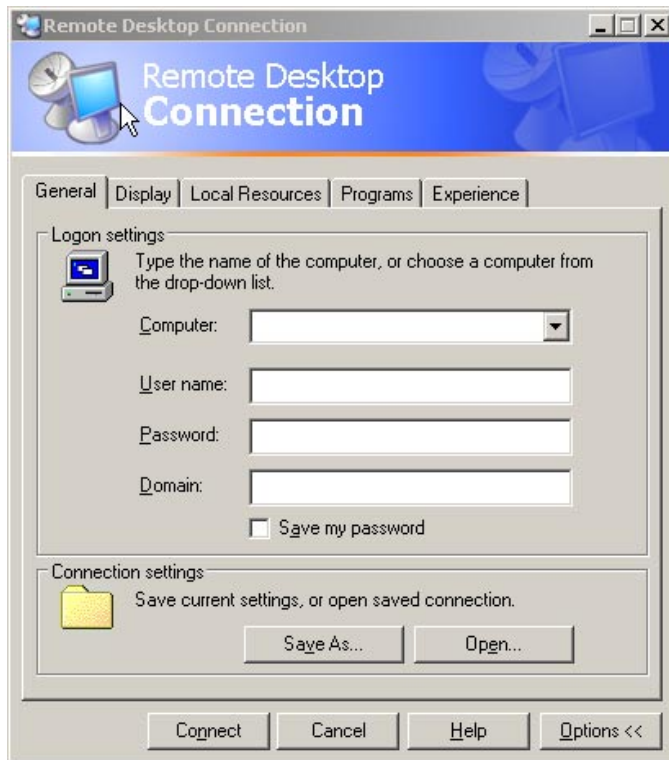 Remote Desktop Connection
Remote Desktop
Connection
General Display Local Resources Programs Experience
Logon settings
Type the name of the computer, or choose a computer from
the drop-down list.
Computer:
User name:
Password:
Domain:
Save my password
Connection settings
Save current settings, or open saved connection.
Save As... Open...
Connect Cancel Help Options <<